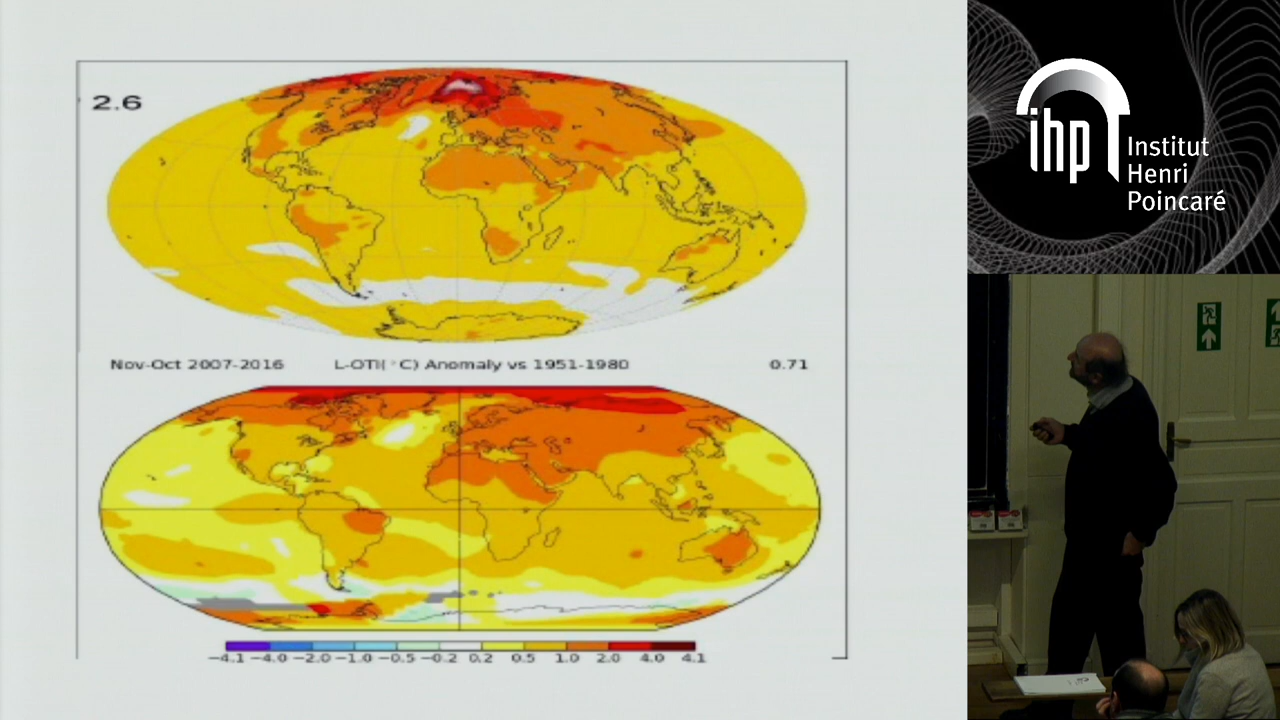 2.6
Nov-Oct 2007-2016 L-OTI(°C) Anomaly vs 1951-1980 0.71
-4.1 -4.0 -2.0 -1.0 -0.5 -0.2 0.2 0.5 1.0 2.0 4.0 4.1
ihp Institut
Henri
Poincaré